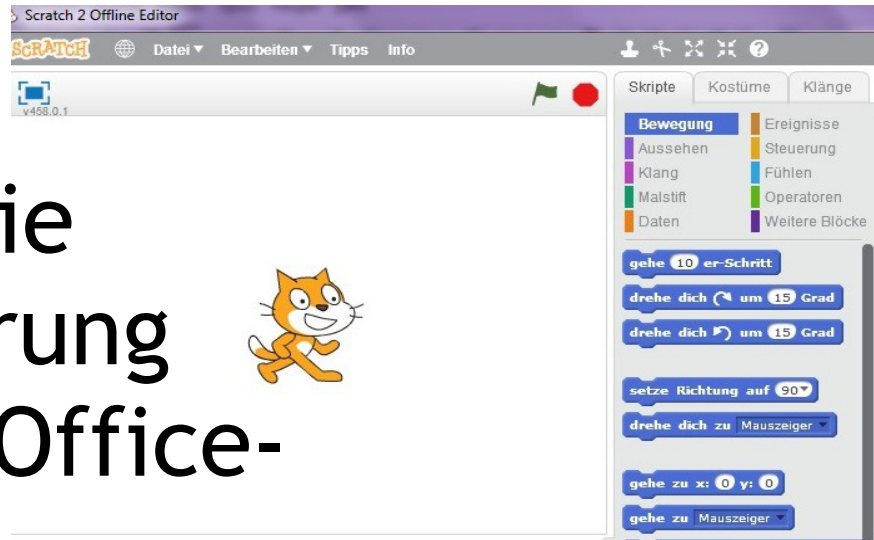 Scratch 2 Offline Editor
SCRATCH Datei Bearbeiten Tipps Info
v458.0.1
Skripte Kostüme Klänge
Bewegung Ereignisse
Aussehen Steuerung
Klang Fühlen
Malstift Operatoren
Daten Weitere Blöcke
gehe 10 er-Schritt
drehe dich um 15 Grad
drehe dich um 15 Grad
setze Richtung auf 90
drehe dich zu Mauszeiger
gehe zu x: 0 y: 0
gehe zu Mauszeiger
ie
rung
Office-